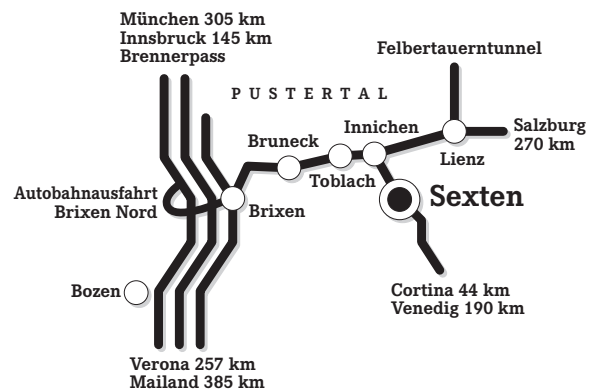 München 305 km
Innsbruck 145 km
Brennerpass
Felbertauerntunnel
PUSTERTAL
Salzburg
270 km
Innichen
Bruneck
Lienz
Toblach
Autobahnausfahrt
Brixen Nord
Sexten
Brixen
Bozen
Cortina 44 km
Venedig 190 km
Verona 257 km
Mailand 385 km